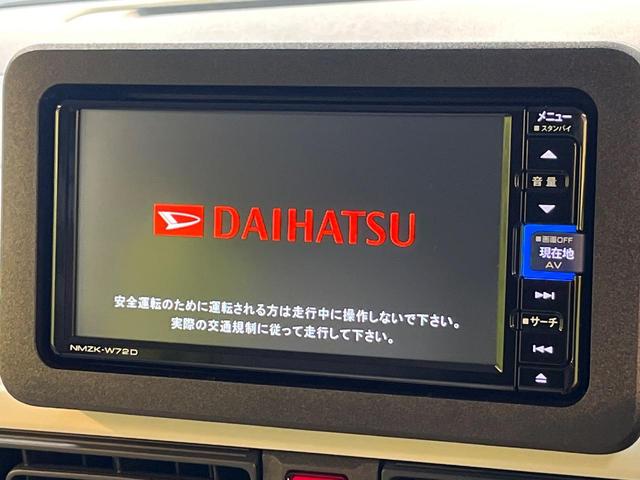 DAIHATSU
安全運転のために運転される方は走行中に操作しないで下さい。
実際の交通規制に従って走行して下さい。
NMZK-W72D
メニュー
スタンバイ
音量
画面OFF
現在地
AV
サーチ